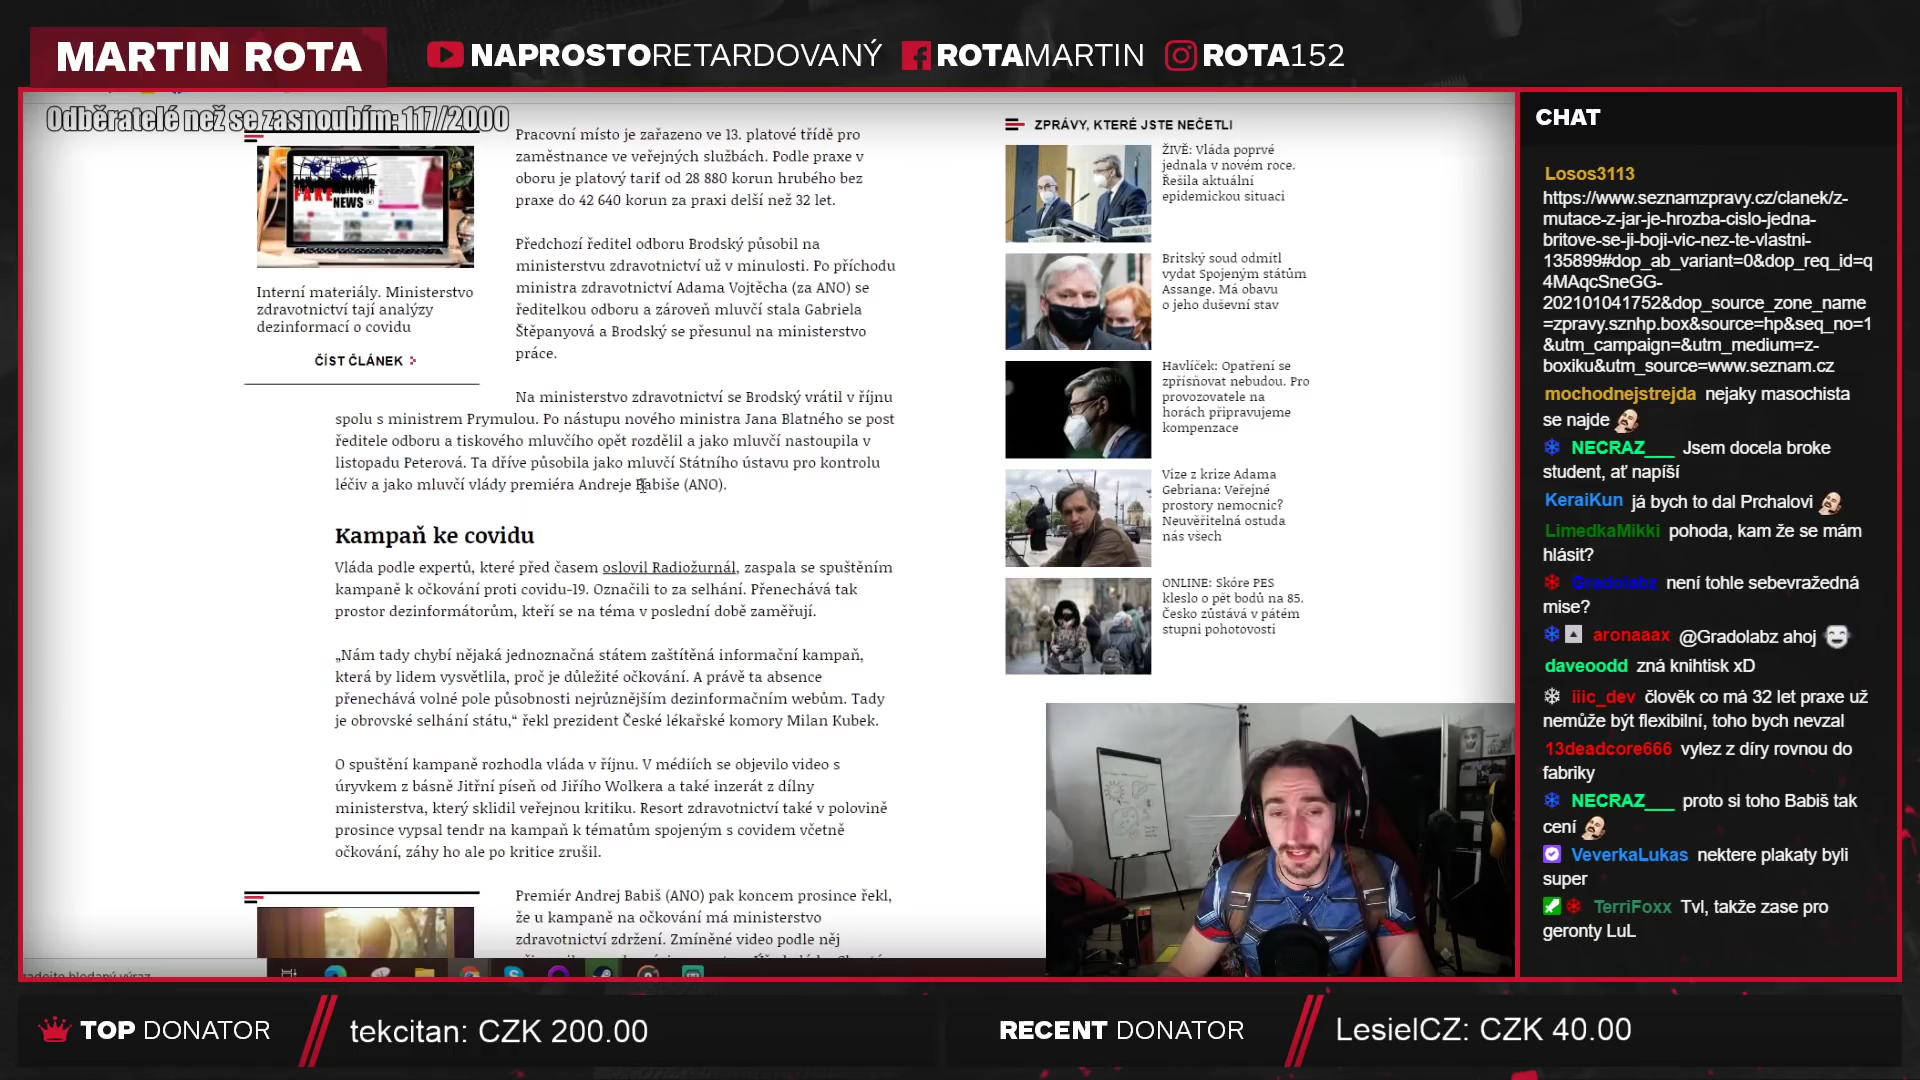 MARTIN ROTA
NAPROSTORETARDOVANÝ
ROTAMARTIN
ROTA152
Odběratelé než se zasnoubím: 117/2000
FAKE
NEWS
Interní materiály. Ministerstvo
zdravotnictví tají analýzy
dezinformací o covidu
ČÍST ČLÁNEK
Pracovní místo je zařazeno ve 13. platové třídě pro
zaměstnance ve veřejných službách. Podle praxe v
oboru je platový tarif od 28 880 korun hrubého bez
praxe do 42 640 korun za praxi delší než 32 let.
Předchozí ředitel odboru Brodský působil na
ministerstvu zdravotnictví už v minulosti. Po příchodu
ministra zdravotnictví Adama Vojtěcha (za ANO) se
ředitelkou odboru a zároveň mluvčí stala Gabriela
Štěpanyová a Brodský se přesunul na ministerstvo
práce.
Na ministerstvo zdravotnictví se Brodský vrátil v říjnu
spolu s ministrem Prymulou. Po nástupu nového ministra Jana Blatného se post
ředitele odboru a tiskového mluvčího opět rozdělil a jako mluvčí nastoupila v
listopadu Peterová. Ta dříve působila jako mluvčí Státního ústavu pro kontrolu
léčiv a jako mluvčí vlády premiéra Andreje Babiše (ANO).
Kampaň ke covidu
Vláda podle expertů, které před časem oslovil Radiožurnál, zaspala se spuštěním
kampaně k očkování proti covidu-19. Označili to za selhání. Přenechává tak
prostor dezinformátorům, kteří se na téma v poslední době zaměřují.
„Nám tady chybí nějaká jednoznačná státem zaštítěná informační kampaň,
která by lidem vysvětlila, proč je důležité očkování. A právě ta absence
přenechává volné pole působnosti nejrůznějším dezinformačním webům. Tady
je obrovské selhání státu,“ řekl prezident České lékařské komory Milan Kubek.
O spuštění kampaně rozhodla vláda v říjnu. V médiích se objevilo video s
úryvkem z básně Jitřní píseň od Jiřího Wolkera a také inzerát z dílny
ministerstva, který sklidil veřejnou kritiku. Resort zdravotnictví také v polovině
prosince vypsal tendr na kampaň k tématům spojeným s covidem včetně
očkování, záhy ho ale po kritice zrušil.
Premiér Andrej Babiš (ANO) pak koncem prosince řekl,
že u kampaně na očkování má ministerstvo
zdravotnictví zdržení. Zmíněné video podle něj
ZPRÁVY, KTERÉ JSTE NEČETLI
ŽIVĚ: Vláda poprvé
jednala v novém roce.
Řešila aktuální
epidemickou situaci
Britský soud odmítl
vydat Spojeným státům
Assange. Má obavu
o jeho duševní stav
Havlíček: Opatření se
zpřísňovat nebudou. Pro
provozovatele na
horách připravujeme
kompenzace
Vize z krize Adama
Gebriana: Veřejné
prostory nemocnic?
Neuvěřitelná ostuda
nás všech
ONLINE: Skóre PES
kleslo o pět bodů na 85.
Česko zůstává v pátém
stupni pohotovosti
CHAT
Losos3113
https://www.seznamzpravy.cz/clanek/z-
mutace-z-jar-je-hrozba-cislo-jedna-
britove-se-ji-boji-vic-nez-te-vlastni-
135899#dop_ab_variant=0&dop_req_id=q
4MAqcSneGG-
202101041752&dop_source_zone_name
=zpravy.sznhp.box&source=hp&seq_no=1
&utm_campaign=&utm_medium=z-
boxiku&utm_source=www.seznam.cz
mochodnejstrejda nejaky masochista
se najde
NECRAZ___ Jsem docela broke
student, ať napíší
KeraiKun já bych to dal Prchalovi
LimedkaMikki pohoda, kam že se mám
hlásit?
Gradolabz není tohle sebevražedná
mise?
aronaaax @Gradolabz ahoj
daveoodd zná knihtisk xD
iiic_dev člověk co má 32 let praxe už
nemůže být flexibilní, toho bych nevzal
13deadcore666 vylez z díry rovnou do
fabriky
NECRAZ___ proto si toho Babiš tak
cení
VeverkaLukas nektere plakaty byli
super
TerriFoxx Tvl, takže zase pro
geronty LuL
TOP DONATOR
tekcitan: CZK 200.00
RECENT DONATOR
LesielCZ: CZK 40.00